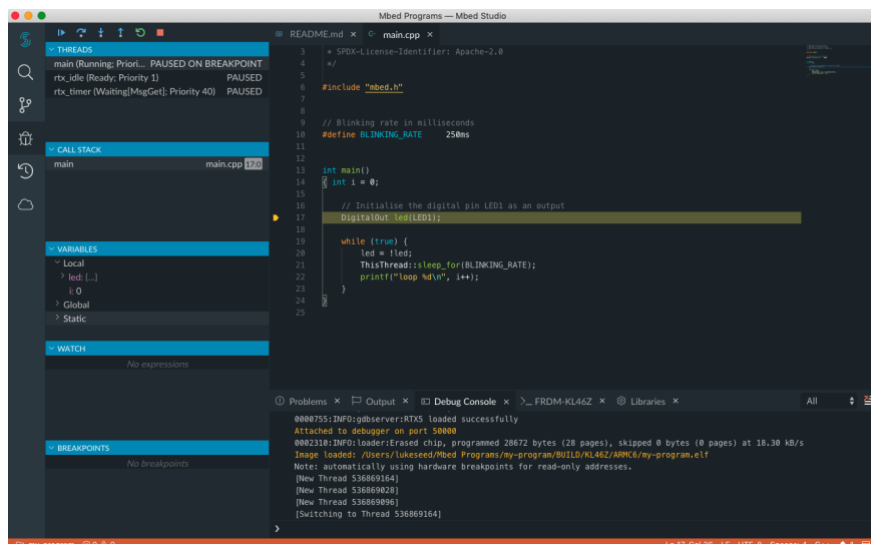 Mbed Programs — Mbed Studio
THREADS
main (Running; Priori... PAUSED ON BREAKPOINT
rtx_idle (Ready; Priority 1) PAUSED
rtx_timer (Waiting[MsgGet]; Priority 40) PAUSED
CALL STACK
main main.cpp 17:0
VARIABLES
Local
led: {...}
i: 0
Global
Static
WATCH
No expressions
BREAKPOINTS
No breakpoints
README.md × C· main.cpp ×
3 * SPDX-License-Identifier: Apache-2.0
4 */
5
6 #include "mbed.h"
7
8
9 // Blinking rate in milliseconds
10 #define BLINKING_RATE 250ms
11
12
13 int main()
14 { int i = 0;
15
16 // Initialise the digital pin LED1 as an output
17 DigitalOut led(LED1);
18
19 while (true) {
20 led = !led;
21 ThisThread::sleep_for(BLINKING_RATE);
22 printf("loop %d\n", i++);
23 }
24 }
25
Problems × Output × Debug Console × >_ FRDM-KL46Z × Libraries × All
0000755:INFO:gdbserver:RTX5 loaded successfully
Attached to debugger on port 50000
0002310:INFO:loader:Erased chip, programmed 28672 bytes (28 pages), skipped 0 bytes (0 pages) at 18.30 kB/s
Image loaded: /Users/lukeseed/Mbed Programs/my-program/BUILD/KL46Z/ARMC6/my-program.elf
Note: automatically using hardware breakpoints for read-only addresses.
[New Thread 536869164]
[New Thread 536869028]
[New Thread 536869096]
[Switching to Thread 536869164]
>